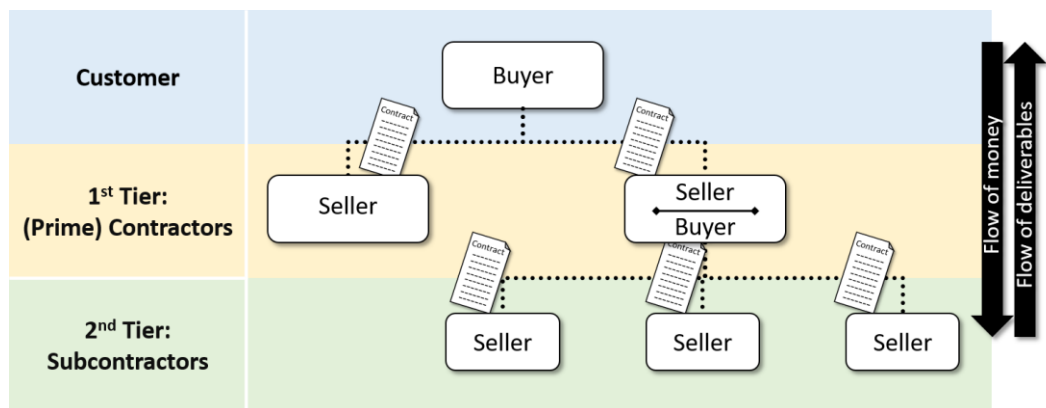 Customer
Buyer
Contract
Contract
1st Tier:
(Prime) Contractors
Seller
Seller
Buyer
Contract
Contract
Contract
2nd Tier:
Subcontractors
Seller
Seller
Seller
Flow of money
Flow of deliverables